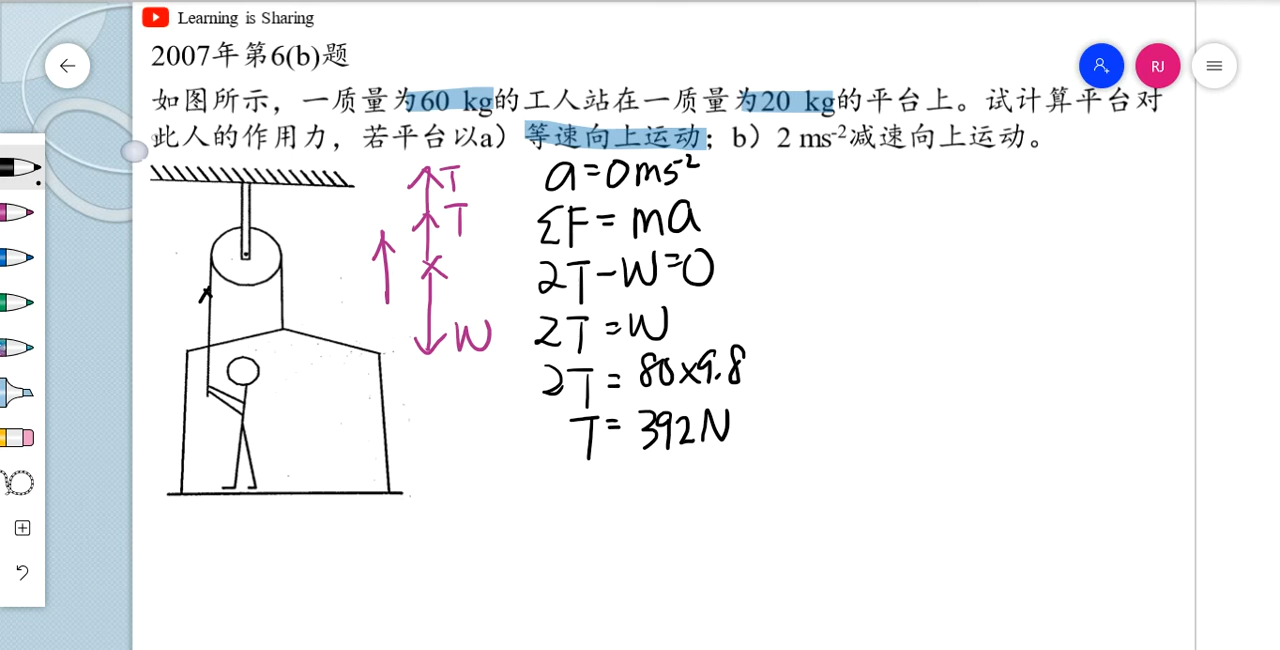 Learning is Sharing
2007年第6(b)题
RJ
如图所示，一质量为60 kg的工人站在一质量为20 kg的平台上。试计算平台对
此人的作用力，若平台以a）等速向上运动；b）2 ms-2减速向上运动。
T
T
W
a=0ms-2
ΣF=ma
2T-W=0
2T=W
2T=80×9.8
T=392N